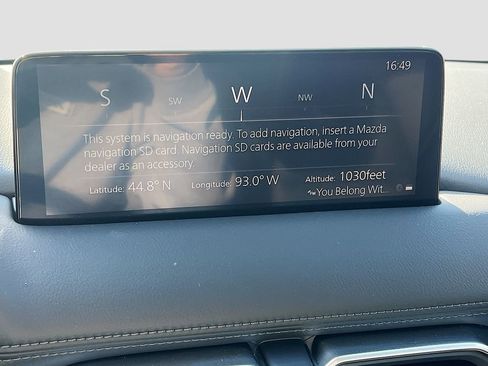 16:49
S SW W NW N
This system is navigation ready. To add navigation, insert a Mazda
navigation SD card. Navigation SD cards are available from your
dealer as an accessory.
Latitude: 44.8° N Longitude: 93.0° W Altitude: 1030feet
You Belong Wit...